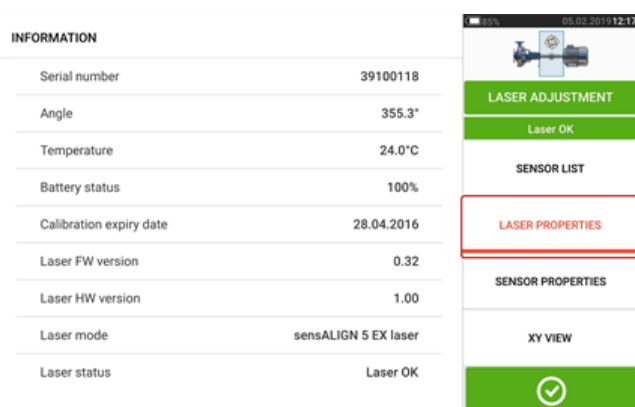 85% 05.02.2019 12:17
INFORMATION
Serial number 39100118
Angle 355.3°
Temperature 24.0°C
Battery status 100%
Calibration expiry date 28.04.2016
Laser FW version 0.32
Laser HW version 1.00
Laser mode sensALIGN 5 EX laser
Laser status Laser OK
LASER ADJUSTMENT
Laser OK
SENSOR LIST
LASER PROPERTIES
SENSOR PROPERTIES
XY VIEW